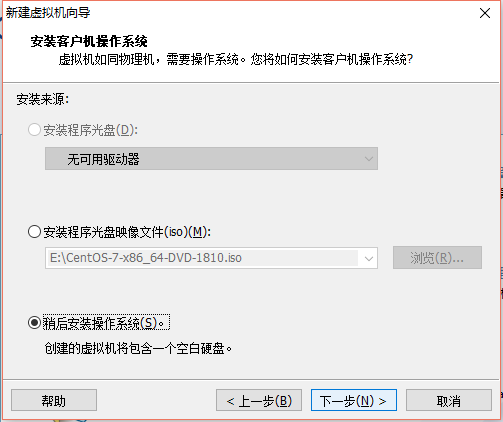 新建虚拟机向导
安装客户机操作系统
虚拟机如同物理机，需要操作系统。您将如何安装客户机操作系统?
安装来源:
安装程序光盘(D):
无可用驱动器
安装程序光盘映像文件(iso)(M):
E:\CentOS-7-x86_64-DVD-1810.iso
浏览(R)...
稍后安装操作系统(S)。
创建的虚拟机将包含一个空白硬盘。
帮助
< 上一步(B)
下一步(N) >
取消